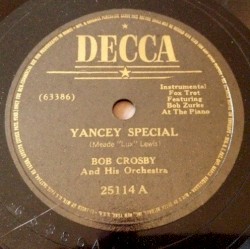 DECCA
(63386)
Instrumental
Fox Trot
Featuring
Bob Zurke
At The Piano
YANCEY SPECIAL
(Meade "Lux" Lewis)
BOB CROSBY
And His Orchestra
25114 A